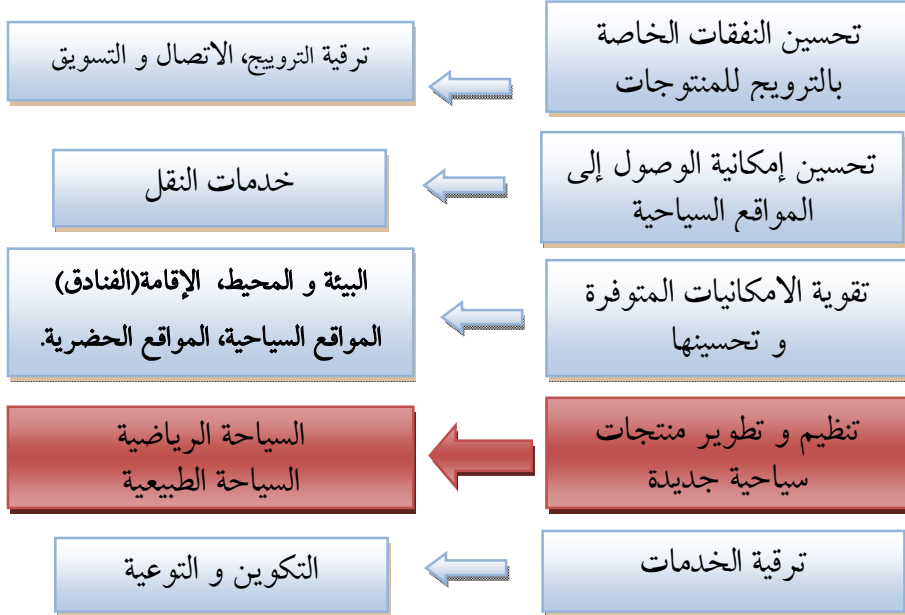 تحسين النفقات الخاصة
بالترويج للمنتوجات
ترقية الترويج، الاتصال و التسويق
تحسين إمكانية الوصول إلى
المواقع السياحية
خدمات النقل
تقوية الامكانيات المتوفرة
و تحسينها
البيئة و المحيط، الإقامة(الفنادق)
المواقع السياحية، المواقع الحضرية.
تنظيم و تطوير منتجات
سياحية جديدة
السياحة الرياضية
السياحة الطبيعية
ترقية الخدمات
التكوين و التوعية